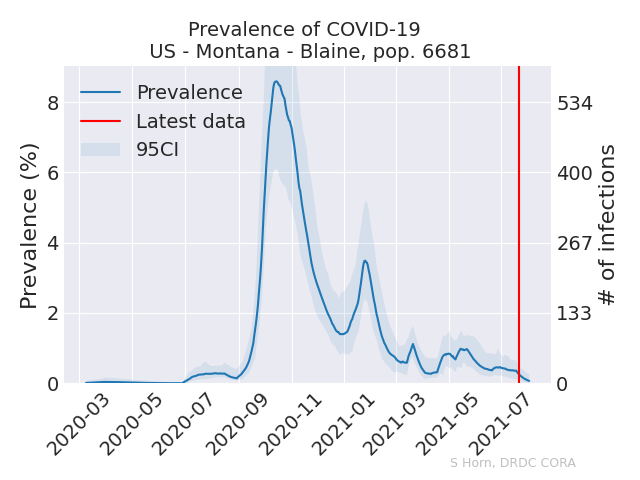 Prevalence of COVID-19
US - Montana - Blaine, pop. 6681
Prevalence
Latest data
95CI
Prevalence (%)
8
6
4
2
0
534
400
267
133
0
# of infections
2020-03
2020-05
2020-07
2020-09
2020-11
2021-01
2021-03
2021-05
2021-07
S Horn, DRDC CORA